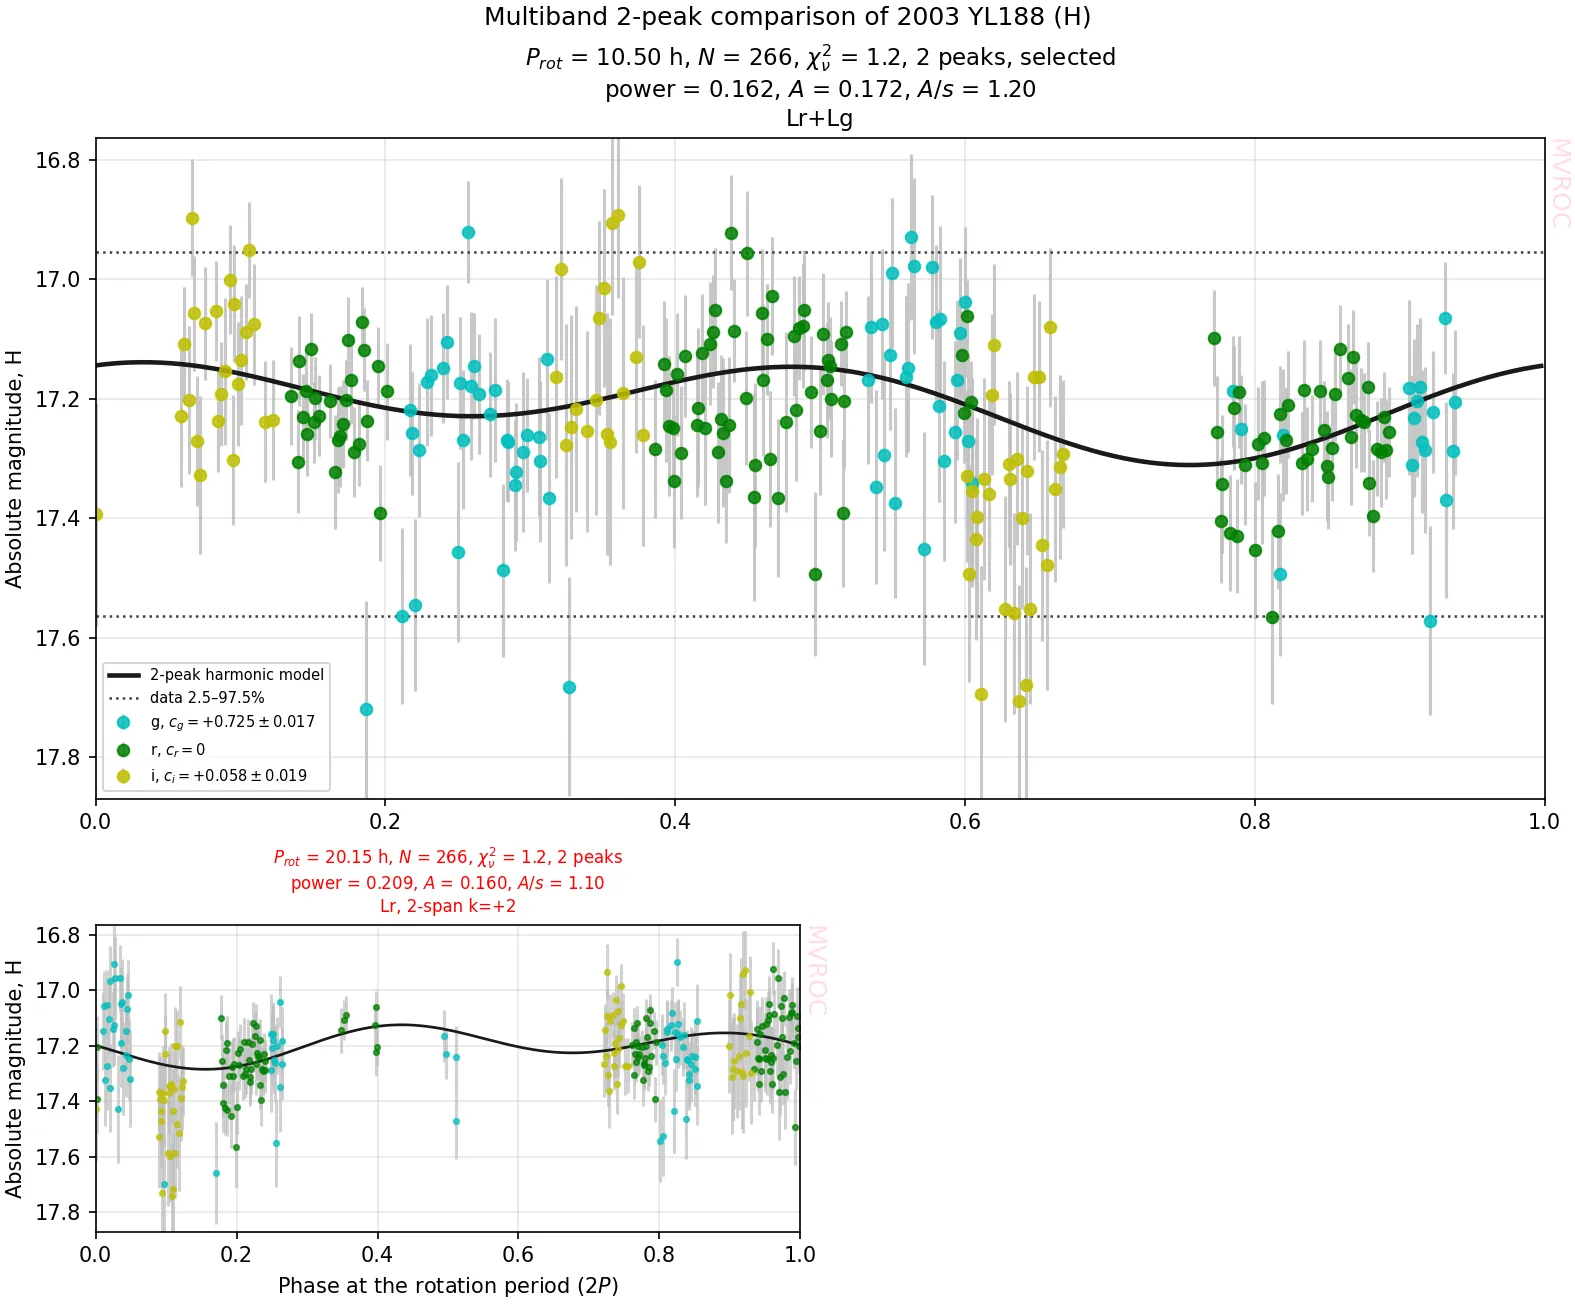 Multiband 2-peak comparison of 2003 YL188 (H)
P_rot = 10.50 h, N = 266, χ²_ν = 1.2, 2 peaks, selected
power = 0.162, A = 0.172, A/s = 1.20
Lr+Lg
MVROC
Absolute magnitude, H
16.8
17.0
17.2
17.4
17.6
17.8
2-peak harmonic model
data 2.5–97.5%
g, c_g = +0.725 ± 0.017
r, c_r = 0
i, c_i = +0.058 ± 0.019
0.0 0.2 0.4 0.6 0.8 1.0
P_rot = 20.15 h, N = 266, χ²_ν = 1.2, 2 peaks
power = 0.209, A = 0.160, A/s = 1.10
Lr, 2-span k=+2
MVROC
Absolute magnitude, H
16.8
17.0
17.2
17.4
17.6
17.8
0.0 0.2 0.4 0.6 0.8 1.0
Phase at the rotation period (2P)